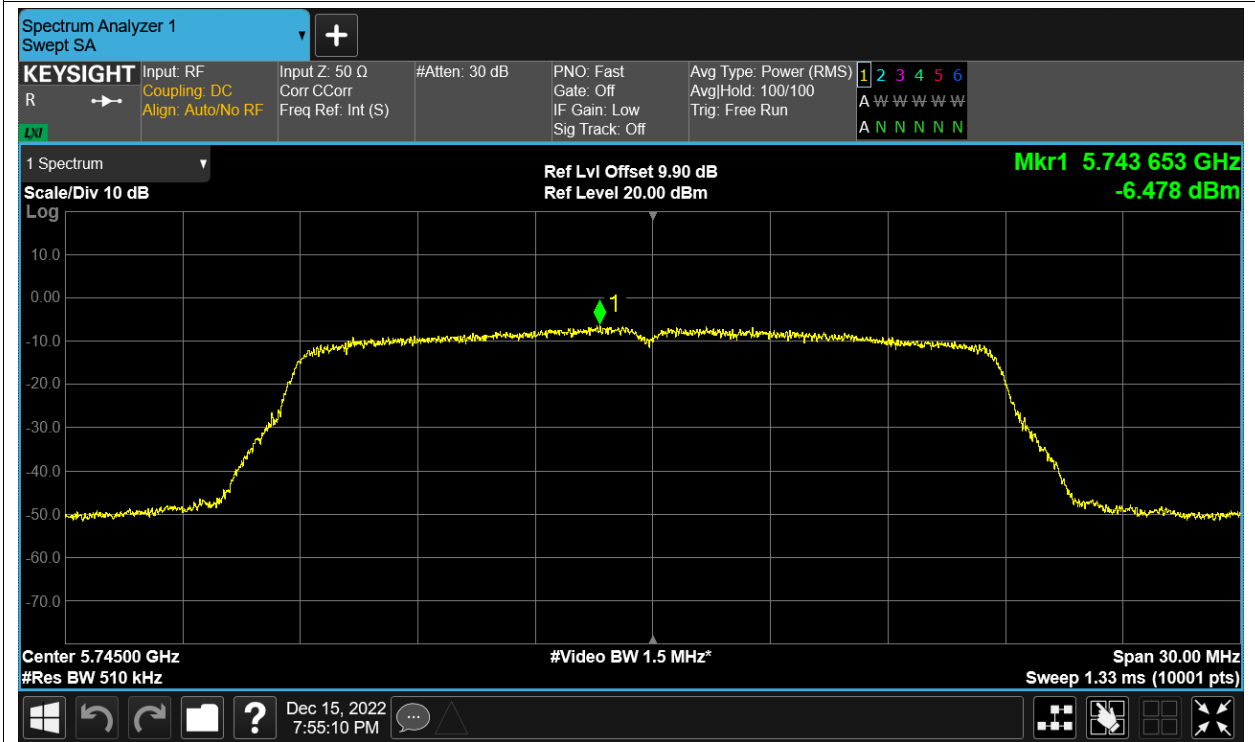 Spectrum Analyzer 1
Swept SA
+
KEYSIGHT
R
LXI
Input: RF
Coupling: DC
Align: Auto/No RF
Input Z: 50 Ω
Corr CCorr
Freq Ref: Int (S)
#Atten: 30 dB
PNO: Fast
Gate: Off
IF Gain: Low
Sig Track: Off
Avg Type: Power (RMS)
Avg|Hold: 100/100
Trig: Free Run
1 2 3 4 5 6
A W W W W W
A N N N N N
1 Spectrum
Scale/Div 10 dB
Ref Lvl Offset 9.90 dB
Ref Level 20.00 dBm
Mkr1 5.743 653 GHz
-6.478 dBm
Log
10.0
0.00
1
-10.0
-20.0
-30.0
-40.0
-50.0
-60.0
-70.0
Center 5.74500 GHz
#Video BW 1.5 MHz*
Span 30.00 MHz
#Res BW 510 kHz
Sweep 1.33 ms (10001 pts)
?
Dec 15, 2022
7:55:10 PM